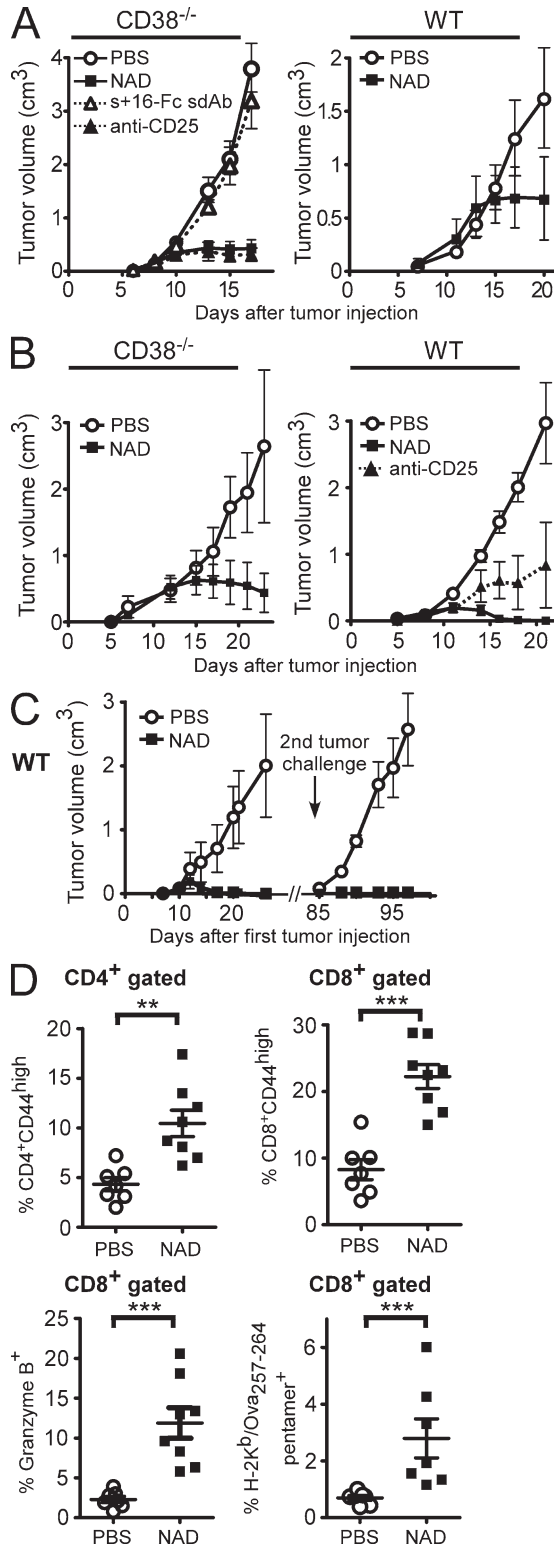 A
CD38-/-
WT
Tumor volume (cm3)
4
3
2
1
0
PBS
NAD
s+16-Fc sdAb
anti-CD25
0 5 10 15
Tumor volume (cm3)
2
1.5
1
0.5
0
PBS
NAD
0 5 10 15 20
Days after tumor injection
B
CD38-/-
WT
Tumor volume (cm3)
3
2
1
0
PBS
NAD
0 5 10 15 20
Tumor volume (cm3)
3
2
1
0
PBS
NAD
anti-CD25
0 5 10 15 20
Days after tumor injection
C
WT
Tumor volume (cm3)
3
2
1
0
PBS
NAD
2nd tumor
challenge
0 10 20 // 85 95
Days after first tumor injection
D
CD4+ gated
**
% CD4+CD44high
20
15
10
5
0
PBS NAD
CD8+ gated
***
% CD8+CD44high
30
20
10
0
PBS NAD
CD8+ gated
***
% Granzyme B+
25
20
15
10
5
0
PBS NAD
CD8+ gated
***
% H-2Kb/Ova257-264
pentamer+
6
4
2
0
PBS NAD